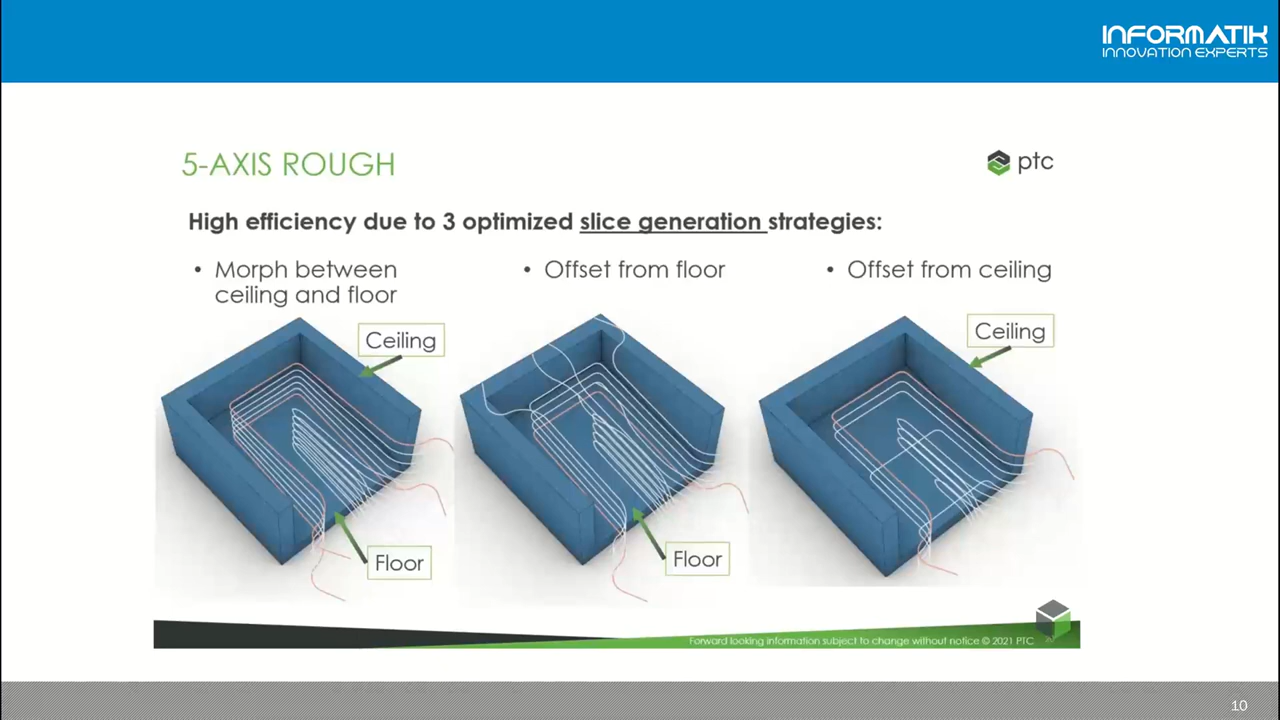 INFORMATIK
INNOVATION EXPERTS
5-AXIS ROUGH
ptc
High efficiency due to 3 optimized slice generation strategies:
• Morph between
ceiling and floor
• Offset from floor
• Offset from ceiling
Ceiling
Floor
Floor
Ceiling
Forward looking information subject to change without notice © 2021 PTC
10